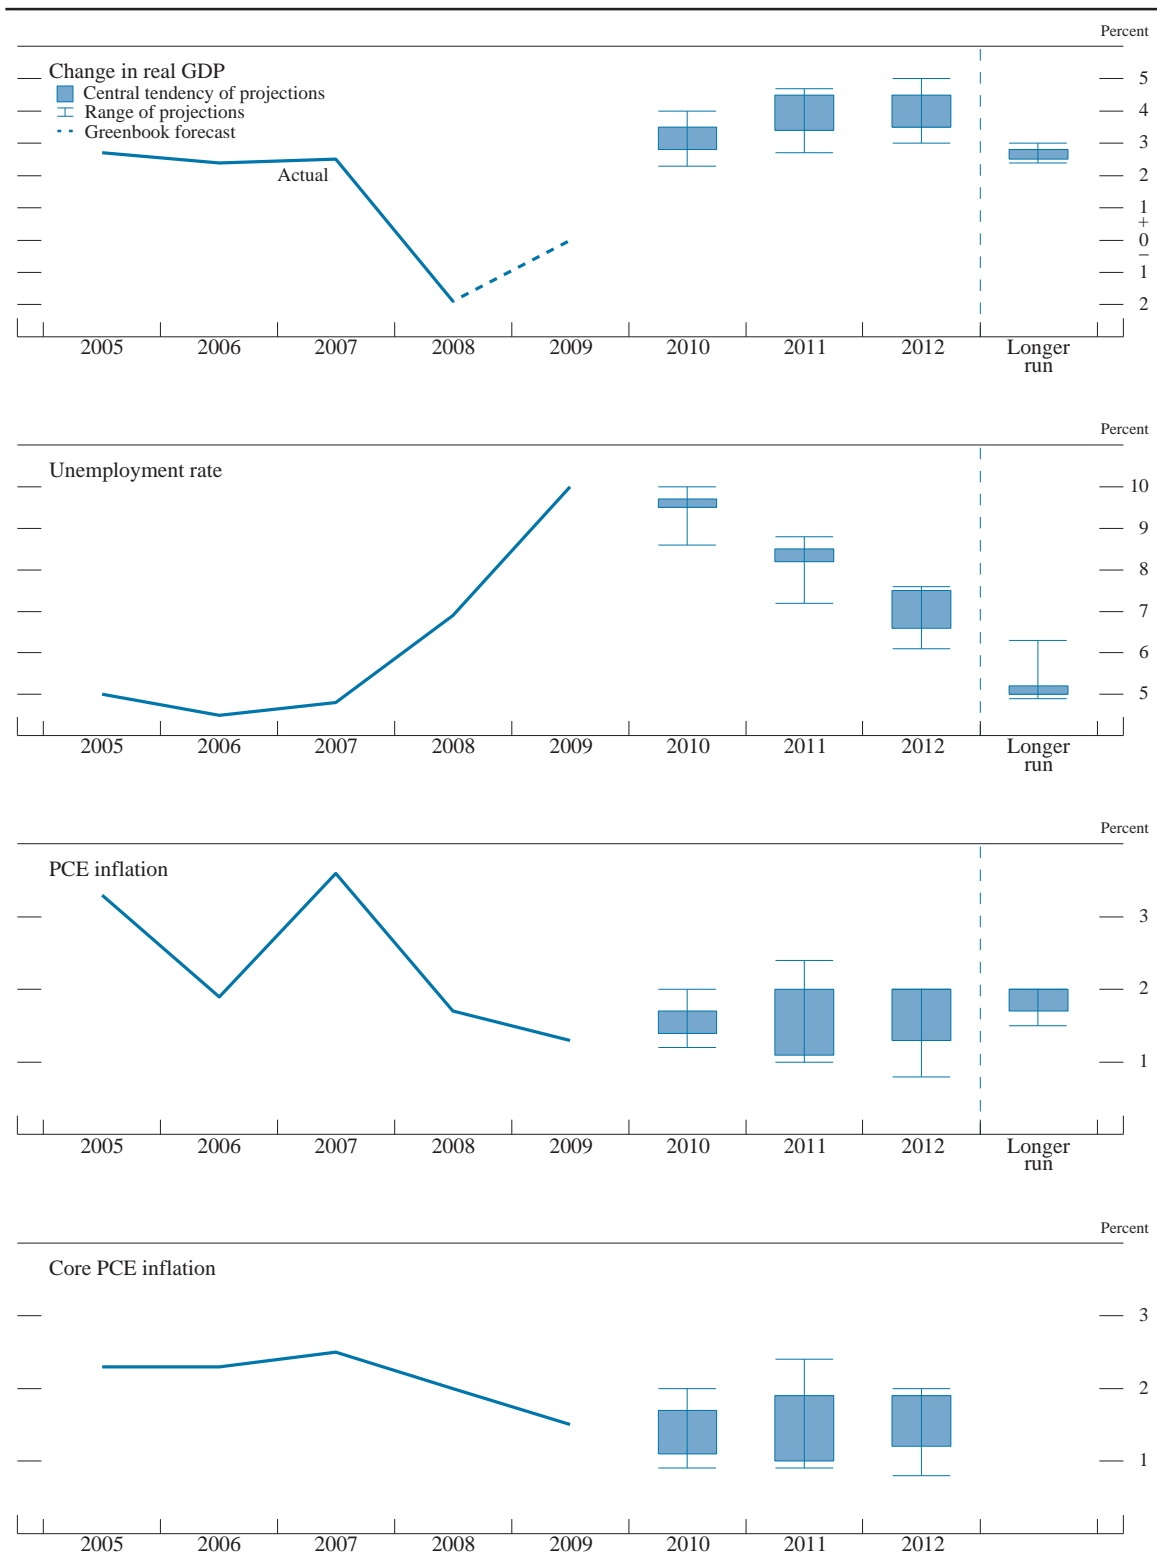 Percent
Change in real GDP
Central tendency of projections
Range of projections
Greenbook forecast
Actual
5
4
3
2
1
+
0
–
1
2
2005 2006 2007 2008 2009 2010 2011 2012 Longer
run
Percent
Unemployment rate
10
9
8
7
6
5
2005 2006 2007 2008 2009 2010 2011 2012 Longer
run
Percent
PCE inflation
3
2
1
2005 2006 2007 2008 2009 2010 2011 2012 Longer
run
Percent
Core PCE inflation
3
2
1
2005 2006 2007 2008 2009 2010 2011 2012